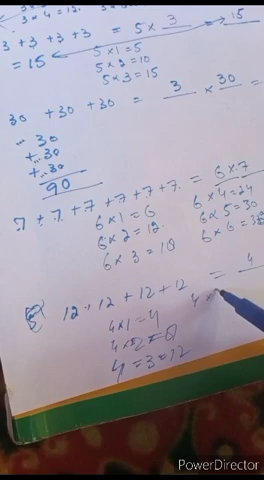 3 + 3 + 3 + 3 = 5 × 3 = 15
= 15
5 × 1 = 5
5 × 2 = 10
5 × 3 = 15
30 + 30 + 30 = 3 × 30 =
30
+ 30
+ 30
90
7 + 7 + 7 + 7 + 7 + 7 = 6 × 7
6 × 1 = 6
6 × 2 = 12
6 × 3 = 18
6 × 4 = 24
6 × 5 = 30
6 × 6 = 36
12 + 12 + 12 + 12 = 4
4 × 1 = 4
4 × 2 = 8
4 = 3 = 12
4 ×
PowerDirector